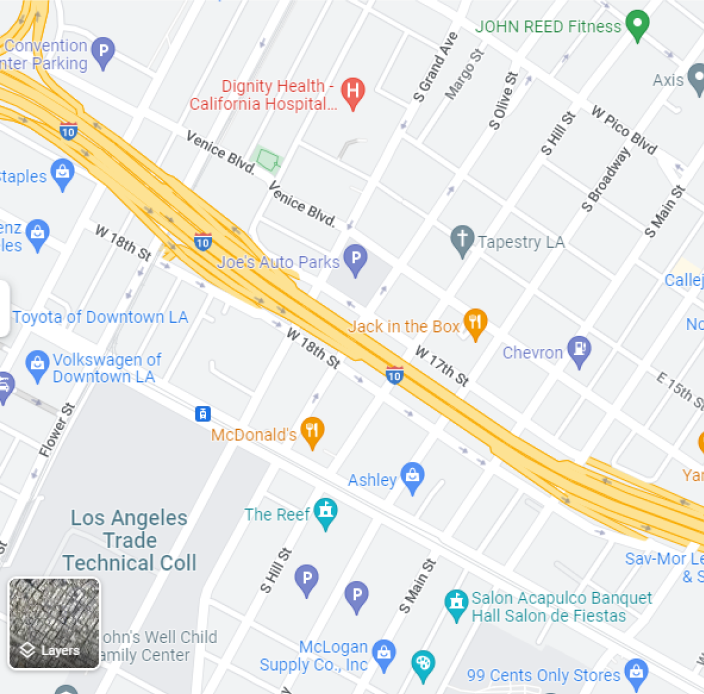 JOHN REED Fitness
Convention
nter Parking
P
S Grand Ave
Margo St
S Olive St
Axis
Dignity Health -
California Hospital...
H
W Pico Blvd
S Hill St
10
Venice Blvd.
S Broadway
Staples
Venice Blvd.
S Main St
enz
eles
W 18th St
10
Joe's Auto Parks
P
Tapestry LA
Callej
Toyota of Downtown LA
Jack in the Box
No
W 18th St
W 17th St
Chevron
Volkswagen of
Downtown LA
10
E 15th St
Flower St
McDonald's
Yar
Ashley
The Reef
Los Angeles
Trade
Technical Coll
St
S Hill St
P
P
S Main St
Sav-Mor Le
& S
Salon Acapulco Banquet
Hall Salon de Fiestas
Layers
ohn's Well Child
amily Center
McLogan
Supply Co., Inc
99 Cents Only Stores